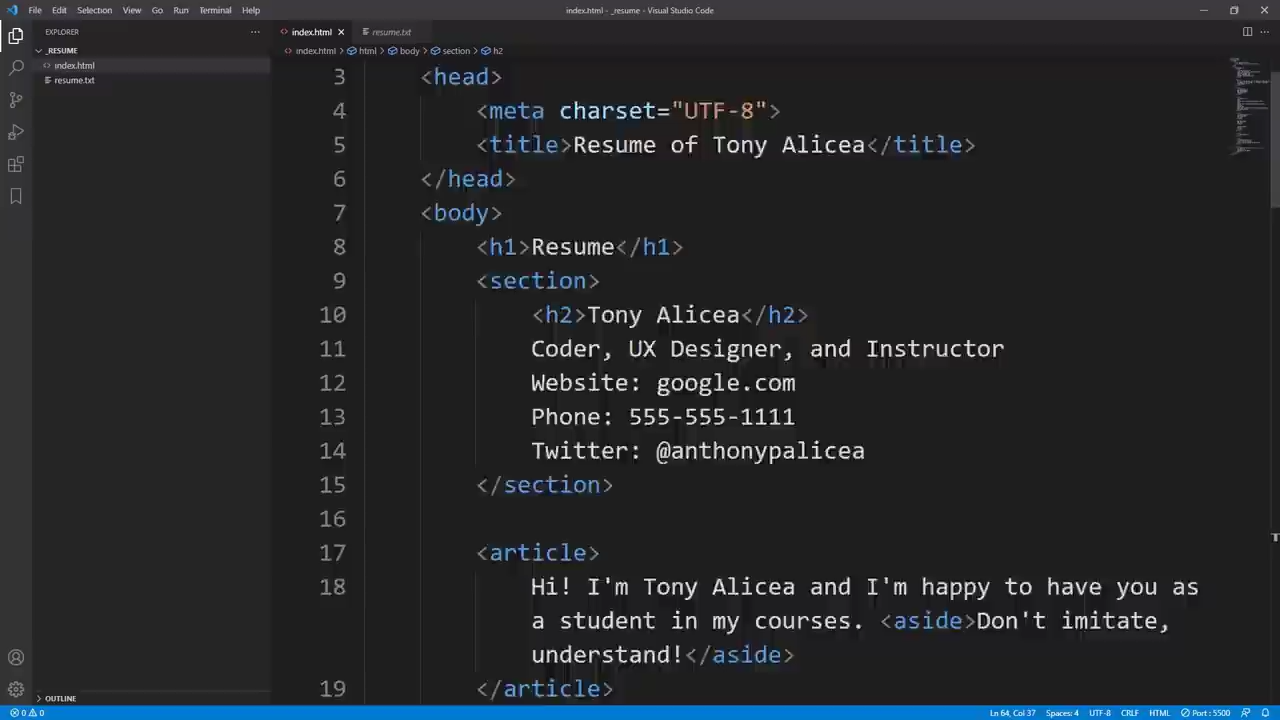 File Edit Selection View Go Run Terminal Help
index.html - _resume - Visual Studio Code
EXPLORER
_RESUME
index.html
resume.txt
OUTLINE
index.html resume.txt
index.html > html > body > section > h2
3 <head>
4 <meta charset="UTF-8">
5 <title>Resume of Tony Alicea</title>
6 </head>
7 <body>
8 <h1>Resume</h1>
9 <section>
10 <h2>Tony Alicea</h2>
11 Coder, UX Designer, and Instructor
12 Website: google.com
13 Phone: 555-555-1111
14 Twitter: @anthonypalicea
15 </section>
16
17 <article>
18 Hi! I'm Tony Alicea and I'm happy to have you as
a student in my courses. <aside>Don't imitate,
understand!</aside>
19 </article>
0 0 Ln 64, Col 37 Spaces: 4 UTF-8 CRLF HTML Port : 5500